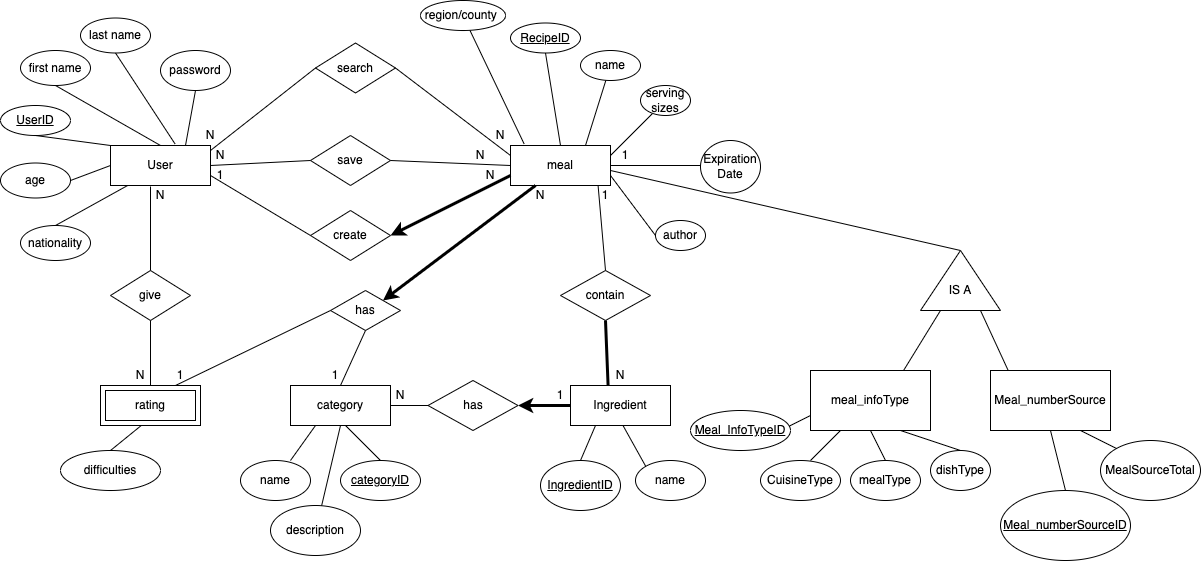 region/county
last name
RecipeID
first name
password
search
name
serving
sizes
UserID
N
N
User
N
save
N
meal
1
Expiration
Date
age
1
N
N
N
1
nationality
create
author
give
contain
IS A
has
N
1
1
N
rating
category
N
has
1
Ingredient
meal_infoType
Meal_numberSource
Meal_InfoTypeID
difficulties
name
categoryID
IngredientID
name
CuisineType
mealType
dishType
MealSourceTotal
description
Meal_numberSourceID